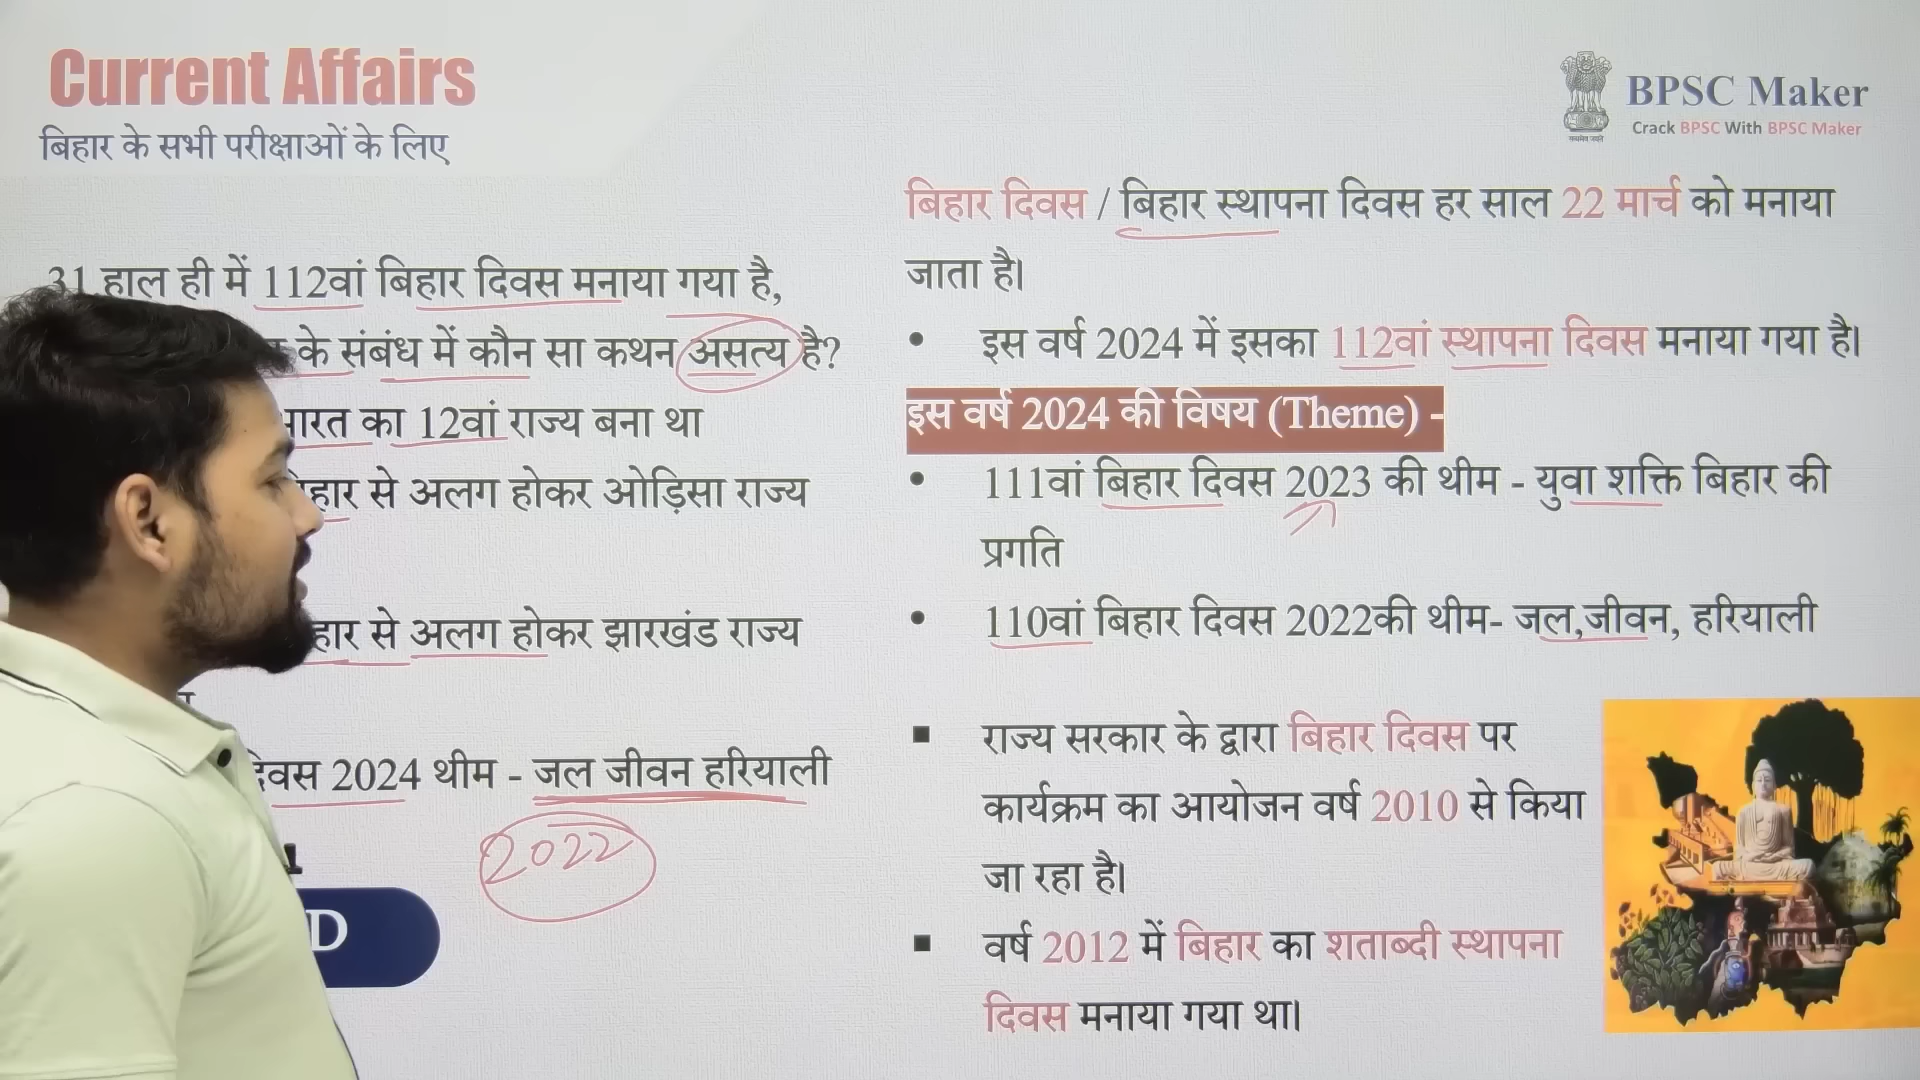 Current Affairs
बिहार के सभी परीक्षाओं के लिए
BPSC Maker
Crack BPSC With BPSC Maker
31 हाल ही में 112वां बिहार दिवस मनाया गया है,
के संबंध में कौन सा कथन असत्य है?
का 12वां राज्य बना था
से अलग होकर ओड़िसा राज्य
से अलग होकर झारखंड राज्य
2024 थीम - जल जीवन हरियाली
2022
D
बिहार दिवस / बिहार स्थापना दिवस हर साल 22 मार्च को मनाया
जाता है।
• इस वर्ष 2024 में इसका 112वां स्थापना दिवस मनाया गया है।
इस वर्ष 2024 की विषय (Theme) -
• 111वां बिहार दिवस 2023 की थीम - युवा शक्ति बिहार की
प्रगति
• 110वां बिहार दिवस 2022की थीम- जल,जीवन, हरियाली
▪ राज्य सरकार के द्वारा बिहार दिवस पर
कार्यक्रम का आयोजन वर्ष 2010 से किया
जा रहा है।
▪ वर्ष 2012 में बिहार का शताब्दी स्थापना
दिवस मनाया गया था।